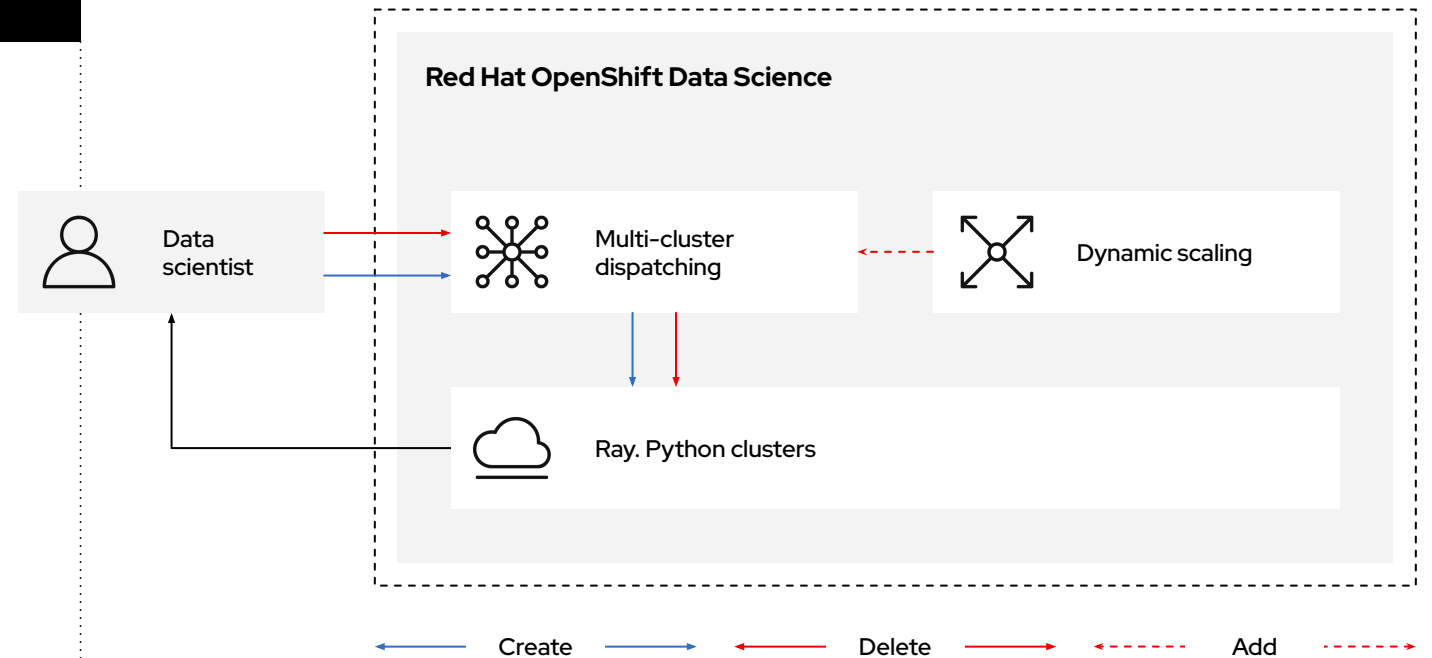 Red Hat OpenShift Data Science
Data
scientist
Multi-cluster
dispatching
Dynamic scaling
Ray. Python clusters
Create
Delete
Add